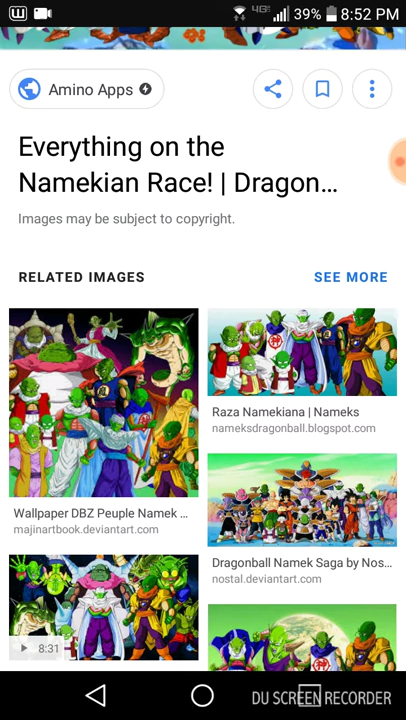 39% 8:52 PM
Amino Apps
Everything on the
Namekian Race! | Dragon...
Images may be subject to copyright.
RELATED IMAGES
SEE MORE
Raza Namekiana | Nameks
nameksdragonball.blogspot.com
Wallpaper DBZ Peuple Namek ...
majinartbook.deviantart.com
Dragonball Namek Saga by Nos...
nostal.deviantart.com
8:31
DU SCREEN RECORDER